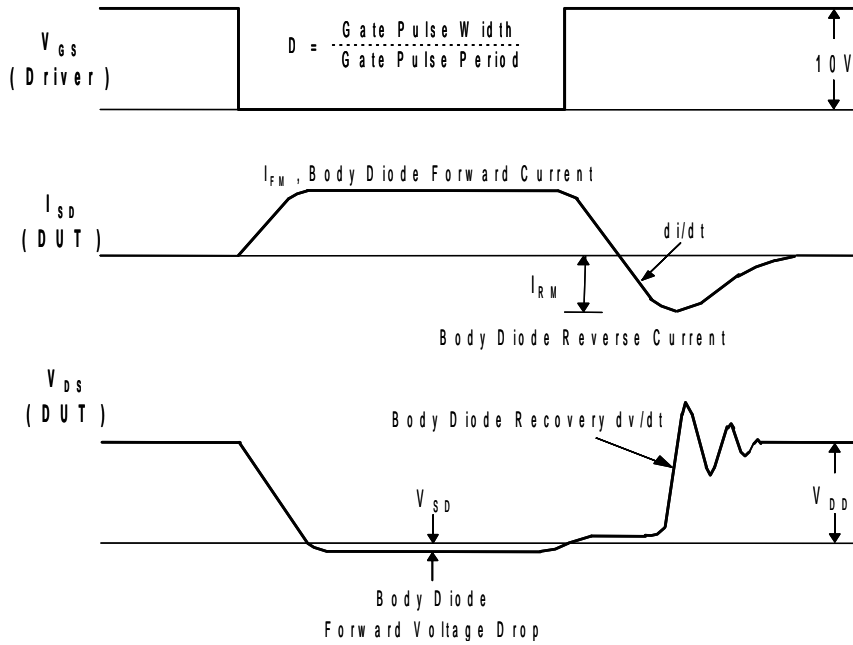 V_GS
(Driver)
D = Gate Pulse Width
Gate Pulse Period
10V
I_FM , Body Diode Forward Current
I_SD
(DUT)
di/dt
I_RM
Body Diode Reverse Current
V_DS
(DUT)
Body Diode Recovery dv/dt
V_SD
V_DD
Body Diode
Forward Voltage Drop